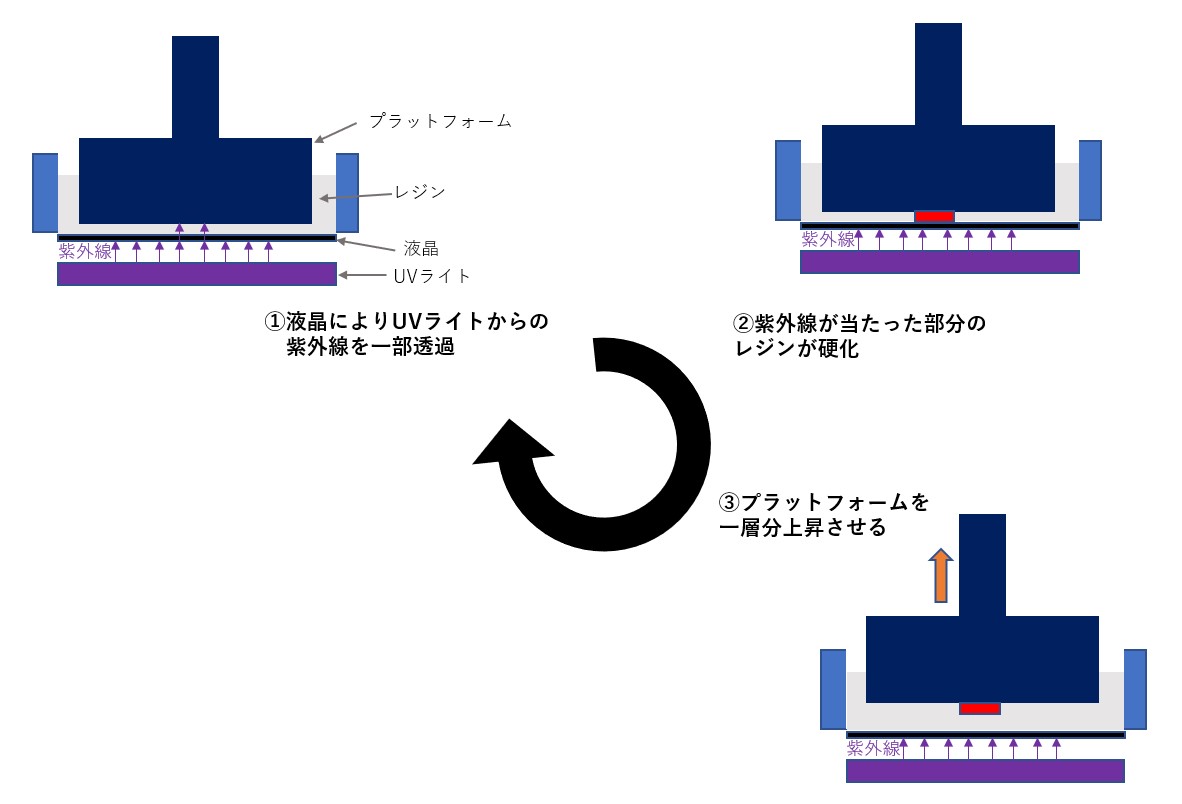 プラットフォーム
レジン
液晶
紫外線
UVライト
①液晶によりUVライトからの
紫外線を一部透過
紫外線
②紫外線が当たった部分の
レジンが硬化
③プラットフォームを
一層分上昇させる
紫外線